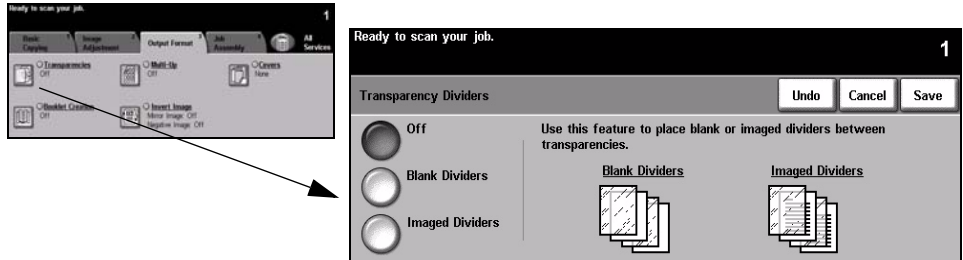 Ready to scan your job.
1
Basic Copying
Image Adjustment
Output Format
Job Assembly
All Services
Transparencies
Off
Multi-Up
Off
Covers
None
Booklet Creation
Off
Invert Image
Mirror Image: Off
Negative Image: Off
Ready to scan your job.
1
Transparency Dividers
Undo
Cancel
Save
Off
Blank Dividers
Imaged Dividers
Use this feature to place blank or imaged dividers between
transparencies.
Blank Dividers
Imaged Dividers